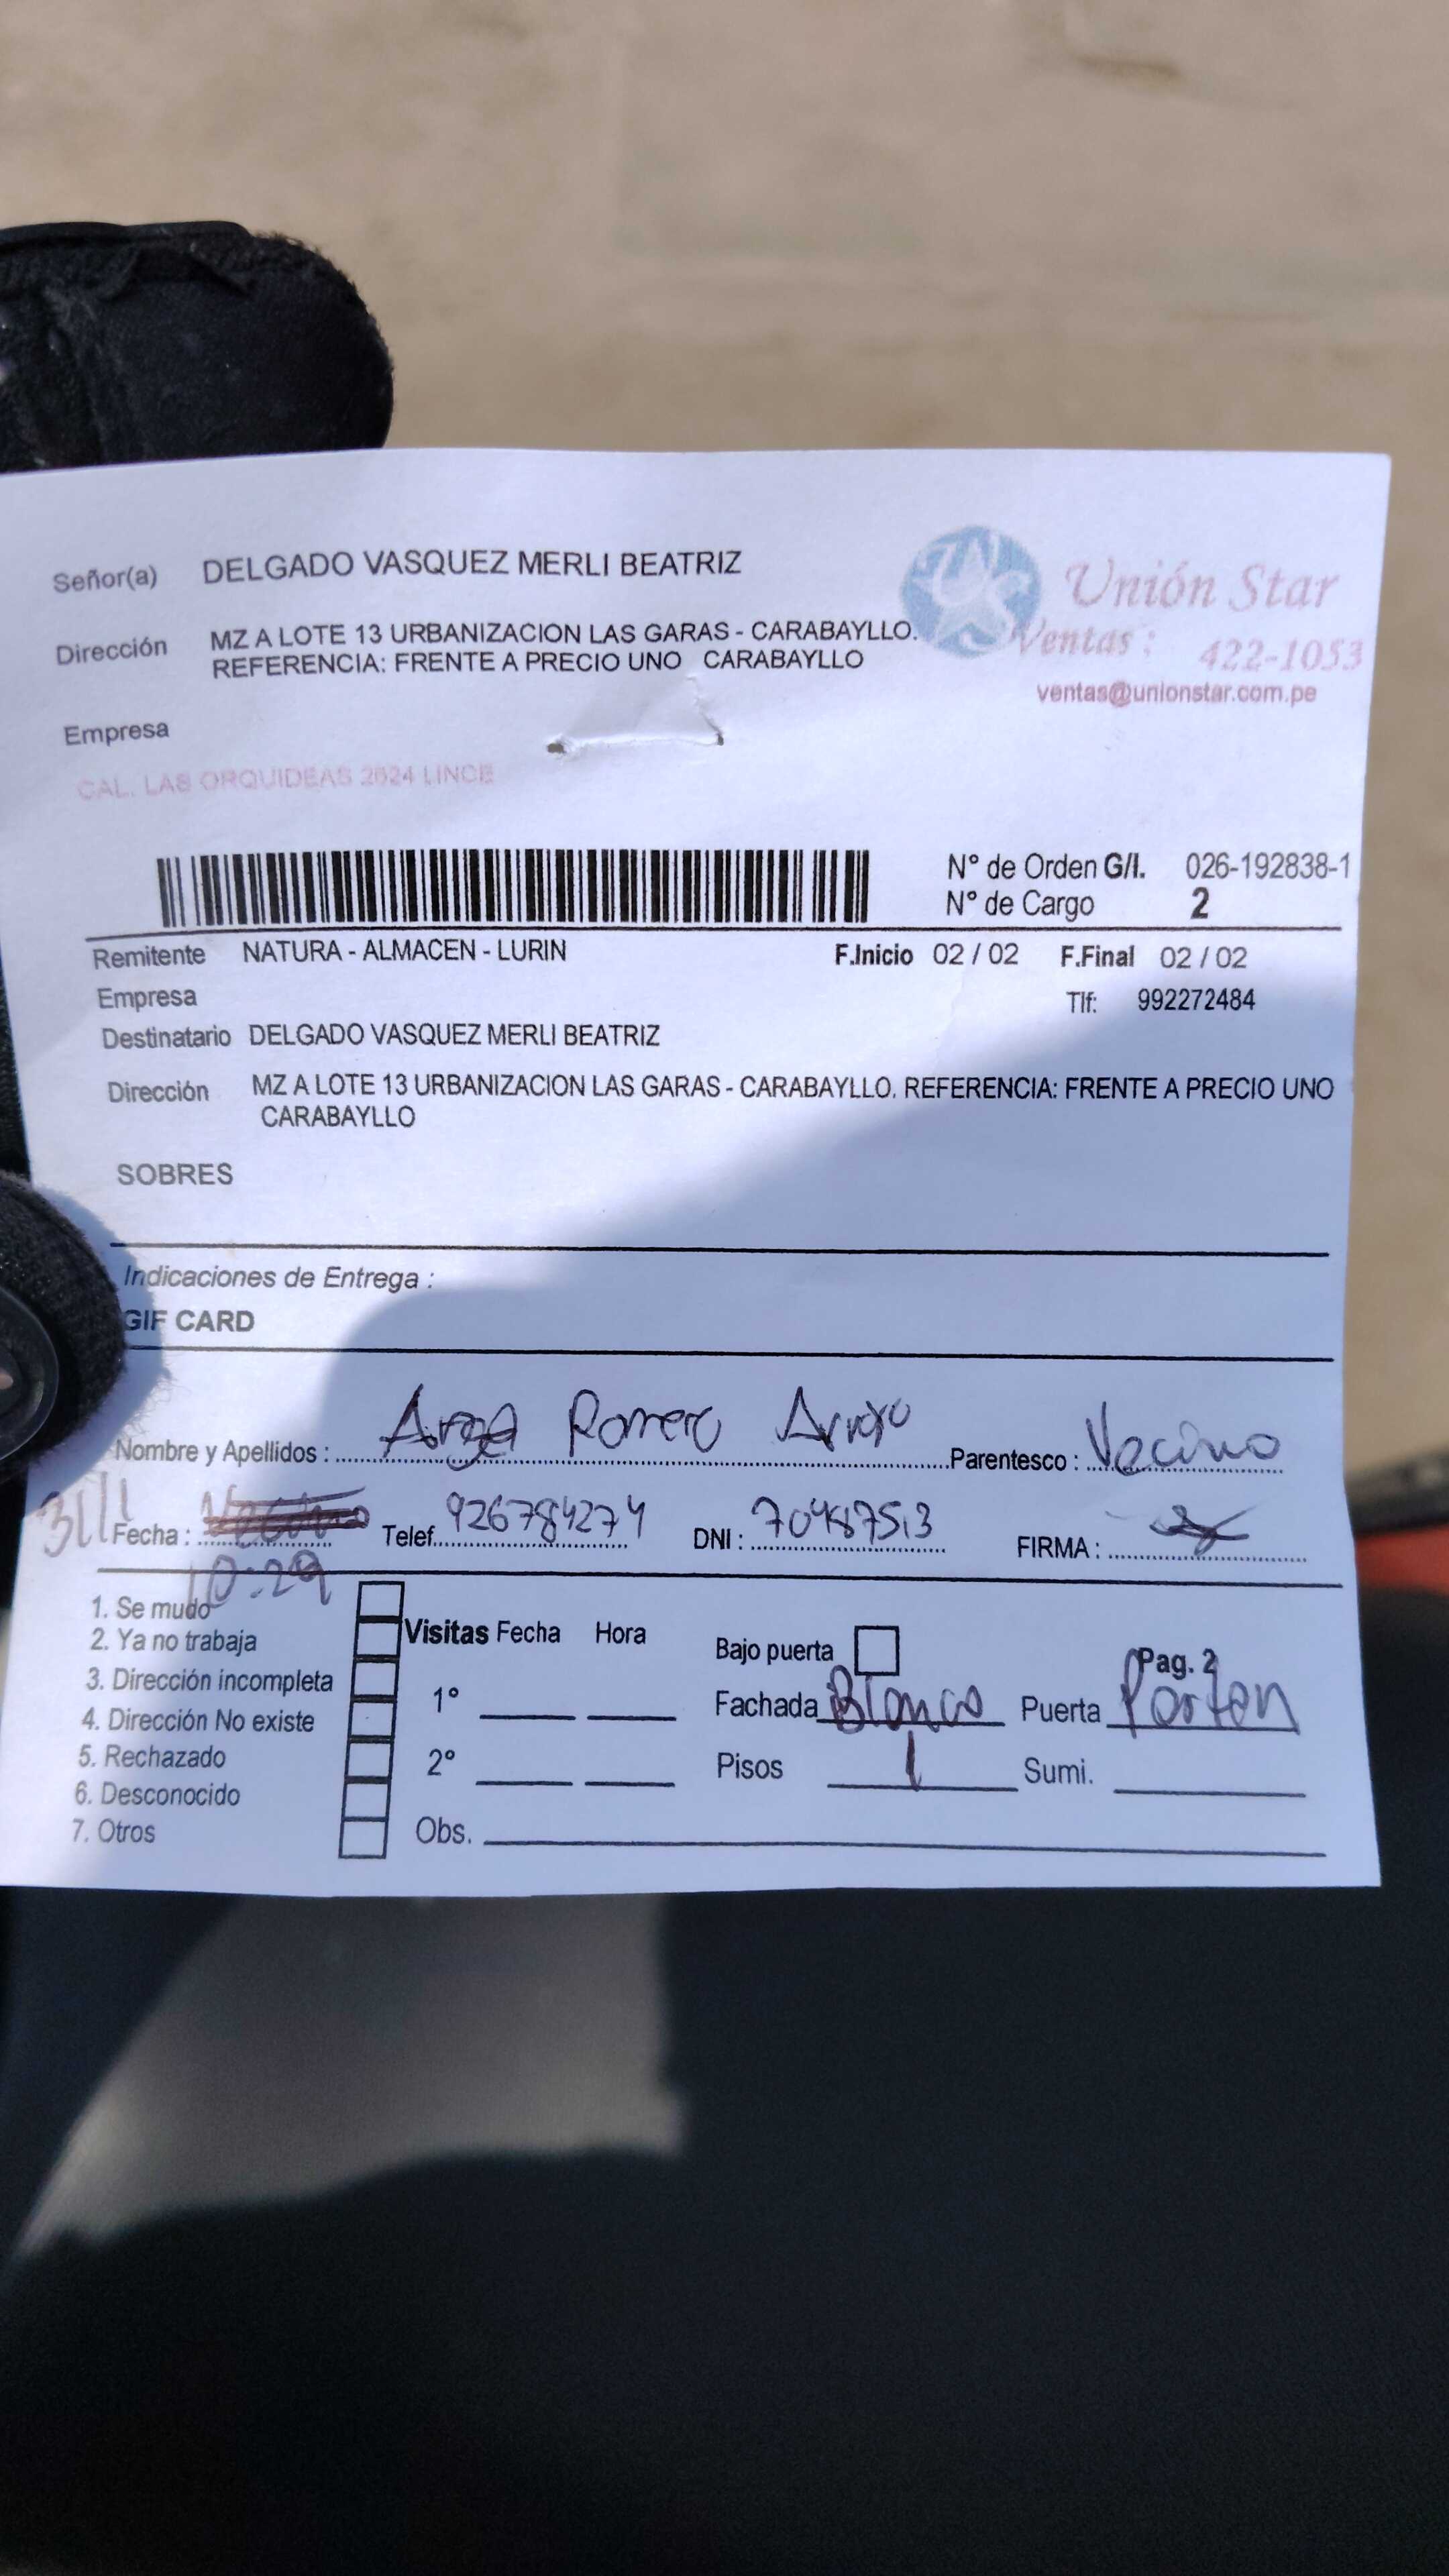 Señor(a) DELGADO VASQUEZ MERLI BEATRIZ
Unión Star
Dirección MZ A LOTE 13 URBANIZACION LAS GARAS - CARABAYLLO.
REFERENCIA: FRENTE A PRECIO UNO CARABAYLLO
Ventas : 422-1053
ventas@unionstar.com.pe
Empresa
CAL. LAS ORQUIDEAS 2624 LINCE
N° de Orden G/I. 026-192838-1
N° de Cargo 2
Remitente NATURA - ALMACEN - LURIN F.Inicio 02 / 02 F.Final 02 / 02
Empresa Tlf: 992272484
Destinatario DELGADO VASQUEZ MERLI BEATRIZ
Dirección MZ A LOTE 13 URBANIZACION LAS GARAS - CARABAYLLO. REFERENCIA: FRENTE A PRECIO UNO
CARABAYLLO
SOBRES
Indicaciones de Entrega :
GIF CARD
Nombre y Apellidos : Romero Parentesco : Vecino
Fecha : Telef. 926784274 DNI : FIRMA :
10:29
1. Se mudo
2. Ya no trabaja
3. Dirección incompleta
4. Dirección No existe
5. Rechazado
6. Desconocido
7. Otros
Visitas Fecha Hora
1°
2°
Obs.
Bajo puerta
Pag. 2
Fachada Blanco Puerta Porton
Pisos 1 Sumi.